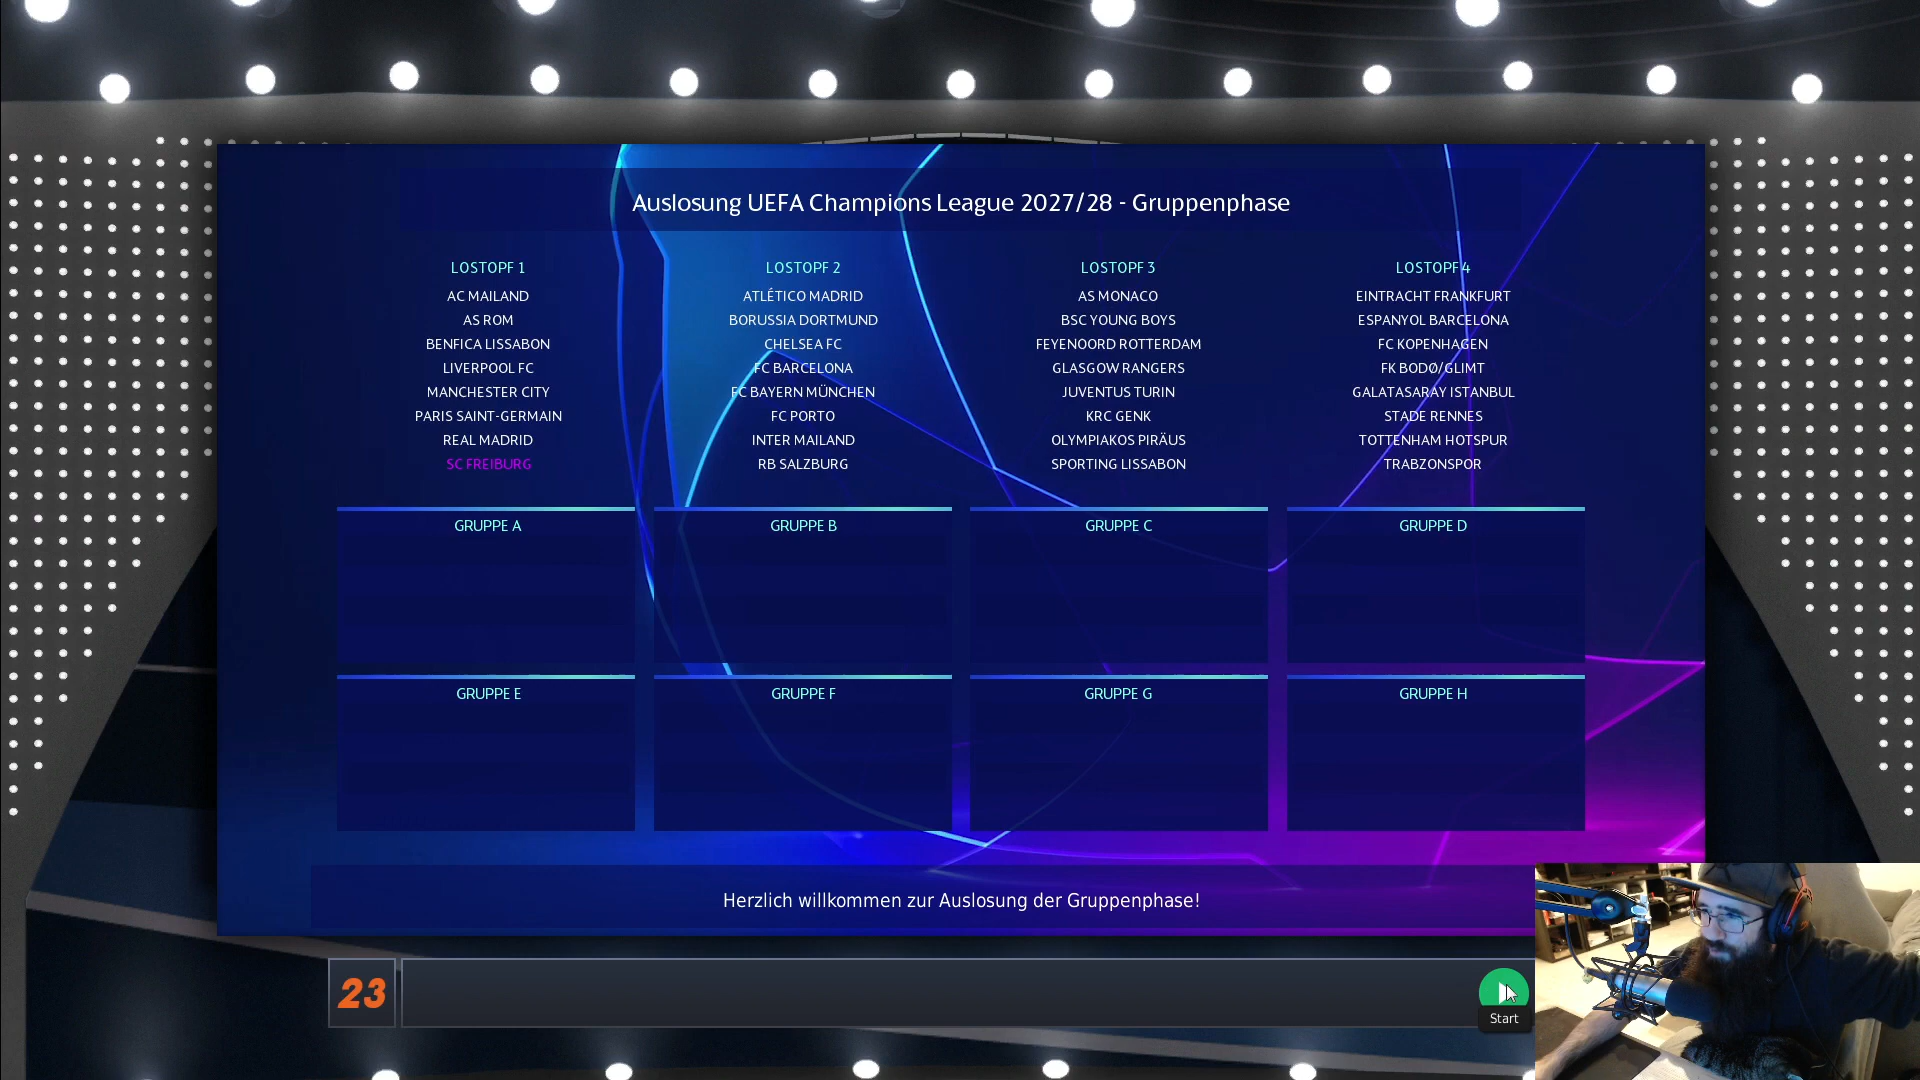 Auslosung UEFA Champions League 2027/28 - Gruppenphase
LOSTOPF 1
AC MAILAND
AS ROM
BENFICA LISSABON
LIVERPOOL FC
MANCHESTER CITY
PARIS SAINT-GERMAIN
REAL MADRID
SC FREIBURG
LOSTOPF 2
ATLÉTICO MADRID
BORUSSIA DORTMUND
CHELSEA FC
FC BARCELONA
FC BAYERN MÜNCHEN
FC PORTO
INTER MAILAND
RB SALZBURG
LOSTOPF 3
AS MONACO
BSC YOUNG BOYS
FEYENOORD ROTTERDAM
GLASGOW RANGERS
JUVENTUS TURIN
KRC GENK
OLYMPIAKOS PIRÄUS
SPORTING LISSABON
LOSTOPF 4
EINTRACHT FRANKFURT
ESPANYOL BARCELONA
FC KOPENHAGEN
FK BODØ/GLIMT
GALATASARAY ISTANBUL
STADE RENNES
TOTTENHAM HOTSPUR
TRABZONSPOR
GRUPPE A
GRUPPE B
GRUPPE C
GRUPPE D
GRUPPE E
GRUPPE F
GRUPPE G
GRUPPE H
Herzlich willkommen zur Auslosung der Gruppenphase!
23
Start